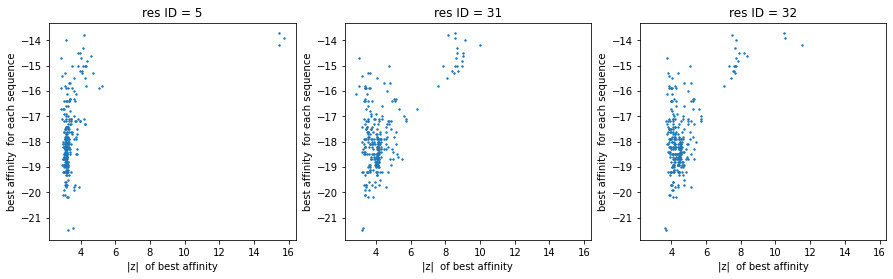 res ID = 5
best affinity  for each sequence
−14
−15
−16
−17
−18
−19
−20
−21
4 6 8 10 12 14 16
|z|  of best affinity
res ID = 31
best affinity  for each sequence
−14
−15
−16
−17
−18
−19
−20
−21
4 6 8 10 12 14 16
|z|  of best affinity
res ID = 32
best affinity  for each sequence
−14
−15
−16
−17
−18
−19
−20
−21
4 6 8 10 12 14 16
|z|  of best affinity